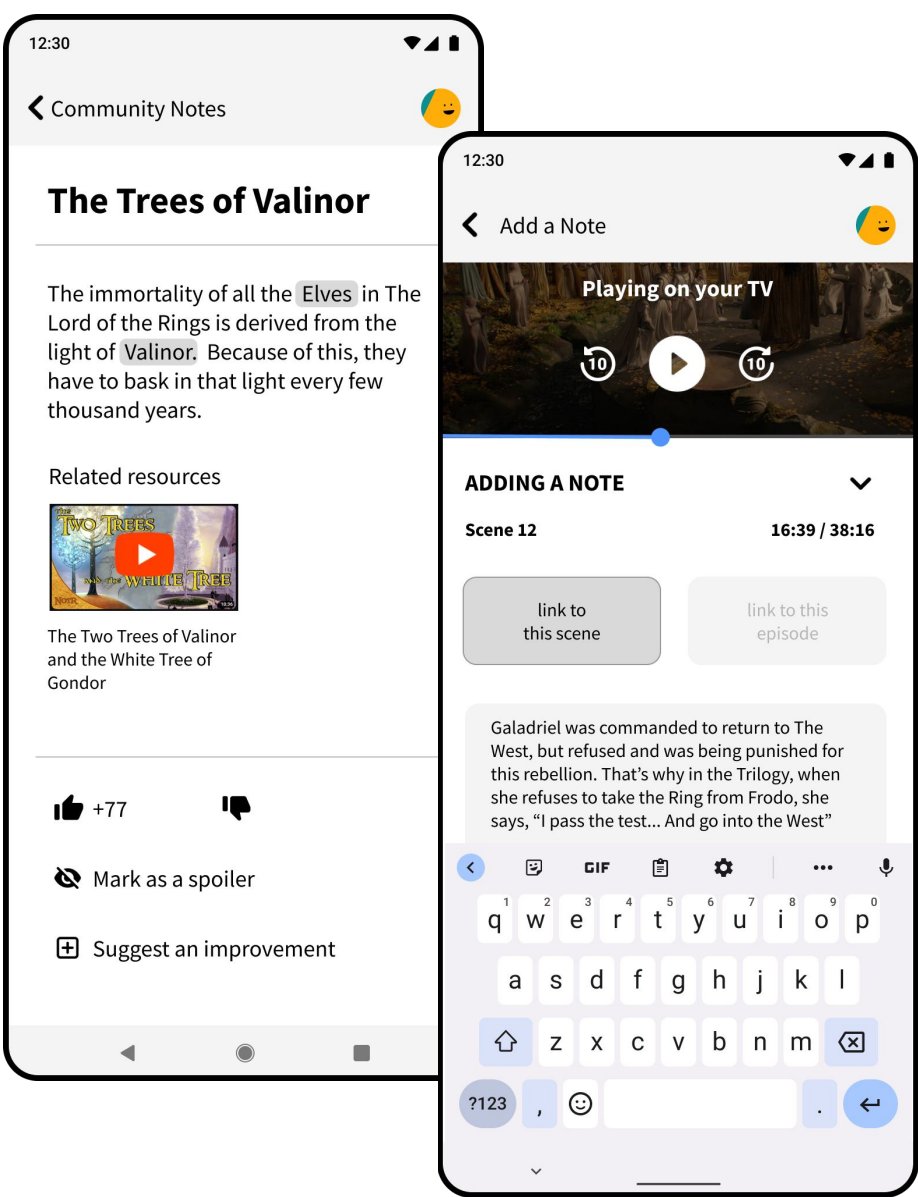 12:30
Community Notes
The Trees of Valinor
The immortality of all the Elves in The
Lord of the Rings is derived from the
light of Valinor. Because of this, they
have to bask in that light every few
thousand years.
Related resources
THE
TWO TREES
AND THE WHITE TREE
The Two Trees of Valinor
and the White Tree of
Gondor
+77
Mark as a spoiler
Suggest an improvement
12:30
Add a Note
Playing on your TV
10
10
ADDING A NOTE
Scene 12
16:39 / 38:16
link to
this scene
link to this
episode
Galadriel was commanded to return to The
West, but refused and was being punished for
this rebellion. That’s why in the Trilogy, when
she refuses to take the Ring from Frodo, she
says, “I pass the test... And go into the West”
GIF
1 2 3 4 5 6 7 8 9 0
q w e r t y u i o p
a s d f g h j k l
z x c v b n m
?123 , .